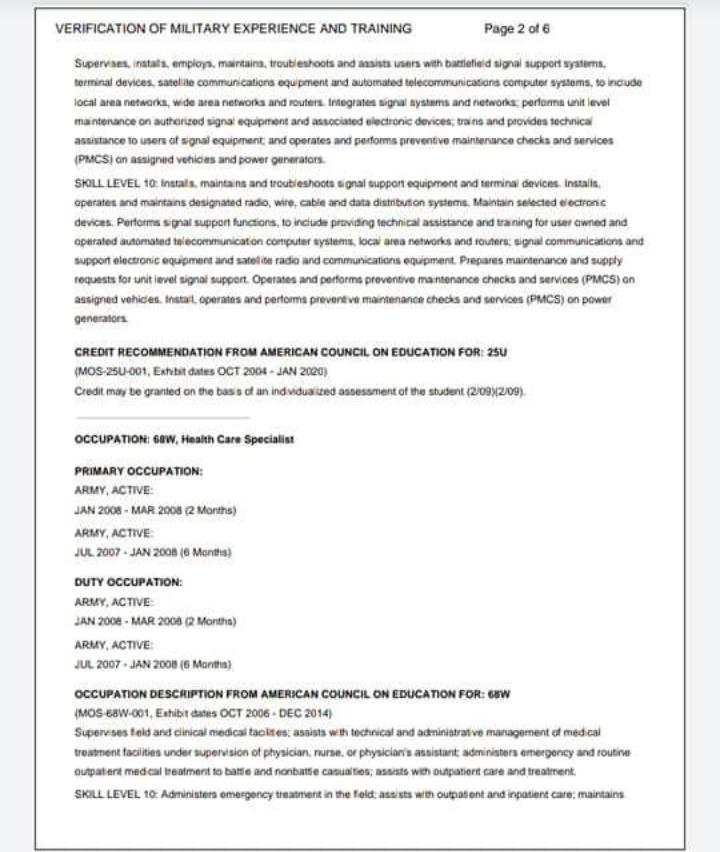 VERIFICATION OF MILITARY EXPERIENCE AND TRAINING Page 2 of 6
Supervises, installs, employs, maintains, troubleshoots and assists users with battlefield signal support systems,
terminal devices, satellite communications equipment and automated telecommunications computer systems, to include
local area networks, wide area networks and routers. Integrates signal systems and networks; performs unit level
maintenance on authorized signal equipment and associated electronic devices; trains and provides technical
assistance to users of signal equipment; and operates and performs preventive maintenance checks and services
(PMCS) on assigned vehicles and power generators.
SKILL LEVEL 10: Installs, maintains and troubleshoots signal support equipment and terminal devices. Installs,
operates and maintains designated radio, wire, cable and data distribution systems. Maintain selected electronic
devices. Performs signal support functions, to include providing technical assistance and training for user owned and
operated automated telecommunication computer systems, local area networks and routers; signal communications and
support electronic equipment and satellite radio and communications equipment. Prepares maintenance and supply
requests for unit level signal support. Operates and performs preventive maintenance checks and services (PMCS) on
assigned vehicles. Install, operates and performs preventive maintenance checks and services (PMCS) on power
generators.
CREDIT RECOMMENDATION FROM AMERICAN COUNCIL ON EDUCATION FOR: 25U
(MOS-25U-001, Exhibit dates OCT 2004 - JAN 2020)
Credit may be granted on the basis of an individualized assessment of the student (2/09)(2/09).
OCCUPATION: 68W, Health Care Specialist
PRIMARY OCCUPATION:
ARMY, ACTIVE:
JAN 2008 - MAR 2008 (2 Months)
ARMY, ACTIVE:
JUL 2007 - JAN 2008 (6 Months)
DUTY OCCUPATION:
ARMY, ACTIVE:
JAN 2008 - MAR 2008 (2 Months)
ARMY, ACTIVE:
JUL 2007 - JAN 2008 (6 Months)
OCCUPATION DESCRIPTION FROM AMERICAN COUNCIL ON EDUCATION FOR: 68W
(MOS-68W-001, Exhibit dates OCT 2006 - DEC 2014)
Supervises field and clinical medical facilities; assists with technical and administrative management of medical
treatment facilities under supervision of physician, nurse, or physician's assistant; administers emergency and routine
outpatient medical treatment to battle and nonbattle casualties; assists with outpatient care and treatment.
SKILL LEVEL 10: Administers emergency treatment in the field; assists with outpatient and inpatient care; maintains